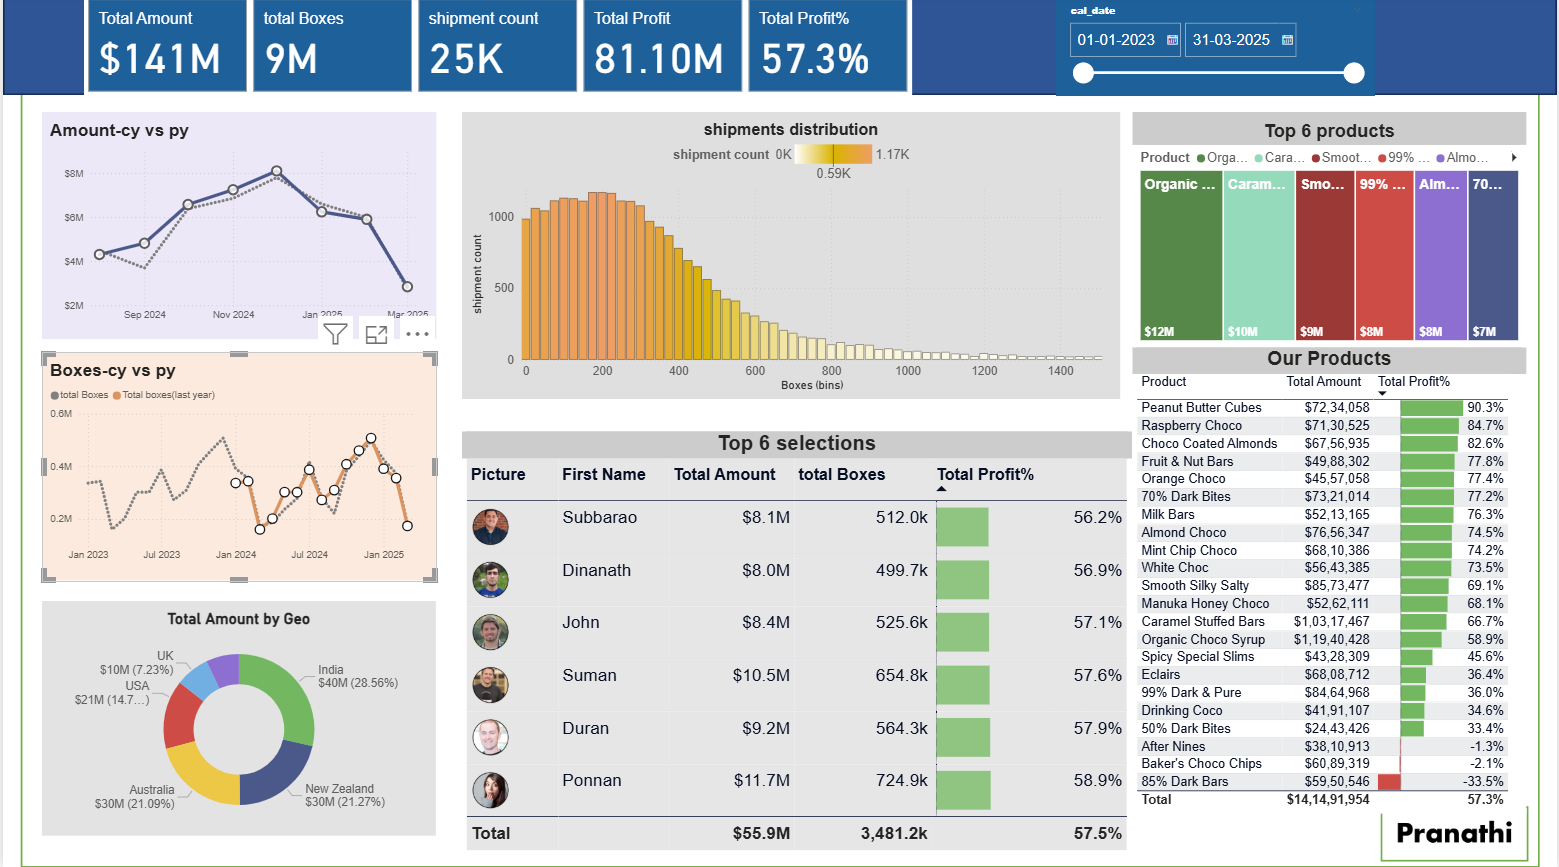 Total Amount
$141M
total Boxes
9M
shipment count
25K
Total Profit
81.10M
Total Profit%
57.3%
cal_date
01-01-2023
31-03-2025
Amount-cy vs py
$8M
$6M
$4M
$2M
Sep 2024
Nov 2024
Jan 2025
Mar 2025
Boxes-cy vs py
total Boxes
Total boxes(last year)
0.6M
0.4M
0.2M
Jan 2023
Jul 2023
Jan 2024
Jul 2024
Jan 2025
Total Amount by Geo
UK
$10M (7.23%)
USA
$21M (14.7...)
India
$40M (28.56%)
Australia
$30M (21.09%)
New Zealand
$30M (21.27%)
shipments distribution
shipment count 0K 1.17K
0.59K
shipment count
1000
500
0
0 200 400 600 800 1000 1200 1400
Boxes (bins)
Top 6 selections
Picture First Name Total Amount total Boxes Total Profit%
Subbarao $8.1M 512.0k 56.2%
Dinanath $8.0M 499.7k 56.9%
John $8.4M 525.6k 57.1%
Suman $10.5M 654.8k 57.6%
Duran $9.2M 564.3k 57.9%
Ponnan $11.7M 724.9k 58.9%
Total $55.9M 3,481.2k 57.5%
Top 6 products
Product Orga... Cara... Smoot... 99% ... Almo...
Organic ... Caram... Smo... 99% ... Alm... 70...
$12M $10M $9M $8M $8M $7M
Our Products
Product Total Amount Total Profit%
Peanut Butter Cubes $72,34,058 90.3%
Raspberry Choco $71,30,525 84.7%
Choco Coated Almonds $67,56,935 82.6%
Fruit & Nut Bars $49,88,302 77.8%
Orange Choco $45,57,058 77.4%
70% Dark Bites $73,21,014 77.2%
Milk Bars $52,13,165 76.3%
Almond Choco $76,56,347 74.5%
Mint Chip Choco $68,10,386 74.2%
White Choc $56,43,385 73.5%
Smooth Silky Salty $85,73,477 69.1%
Manuka Honey Choco $52,62,111 68.1%
Caramel Stuffed Bars $1,03,17,467 66.7%
Organic Choco Syrup $1,19,40,428 58.9%
Spicy Special Slims $43,28,309 45.6%
Eclairs $68,08,712 36.4%
99% Dark & Pure $84,64,968 36.0%
Drinking Coco $41,91,107 34.6%
50% Dark Bites $24,43,426 33.4%
After Nines $38,10,913 -1.3%
Baker's Choco Chips $60,89,319 -2.1%
85% Dark Bars $59,50,546 -33.5%
Total $14,14,91,954 57.3%
Pranathi